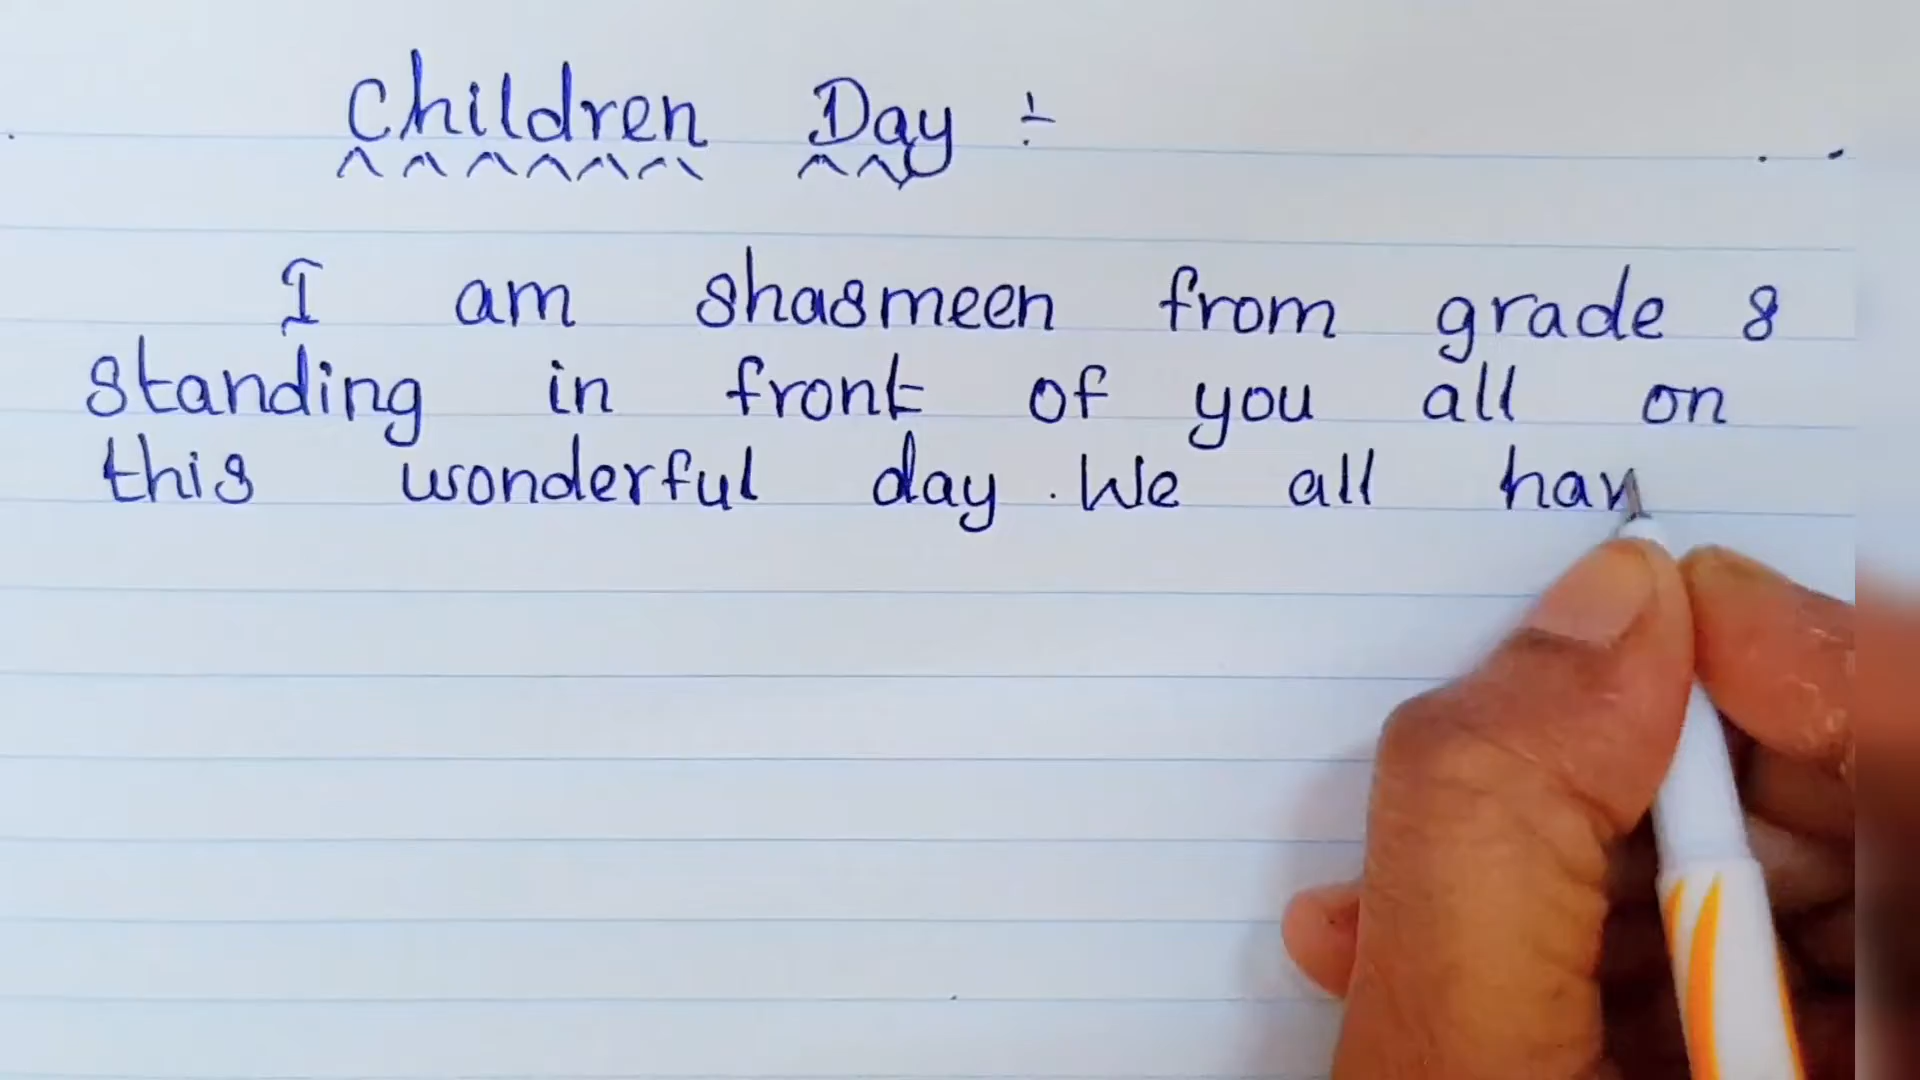 Children Day ÷
I am shasmeen from grade 8
standing in front of you all on
this wonderful day. We all hav